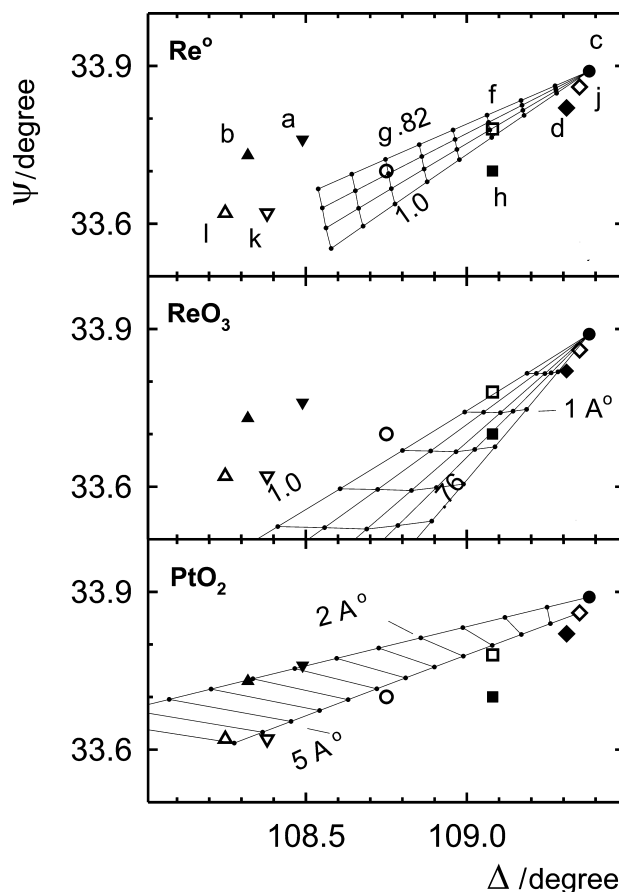 33.9
Re°
c
f
j
a
b
g .82
d
Ψ/degree
33.6
l
k
1.0
h
33.9
ReO₃
1 A°
33.6
1.0
.76
33.9
PtO₂
2 A°
33.6
5 A°
108.5
109.0
Δ /degree